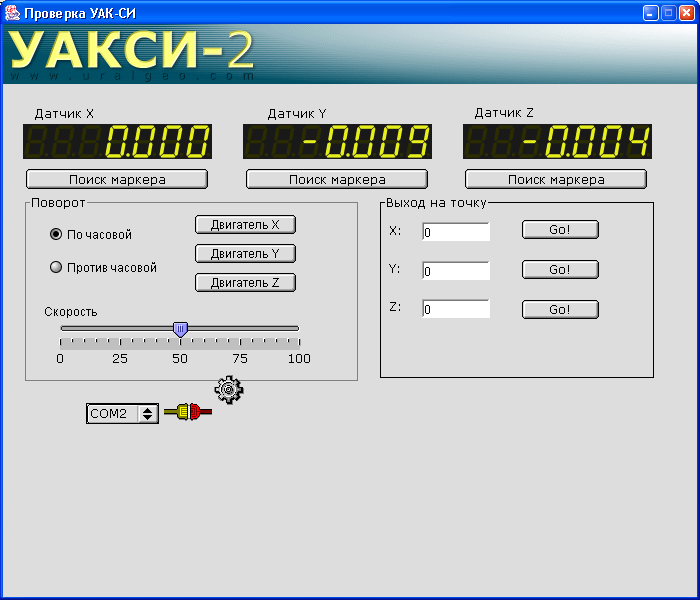 Проверка УАК-СИ
УАКСИ-2
www.uralgeo.com
Датчик X Датчик Y Датчик Z
0.000 -0.009 -0.004
Поиск маркера Поиск маркера Поиск маркера
Поворот
По часовой
Против часовой
Двигатель X
Двигатель Y
Двигатель Z
Скорость
0 25 50 75 100
COM2
Выход на точку
X: 0 Go!
Y: 0 Go!
Z: 0 Go!